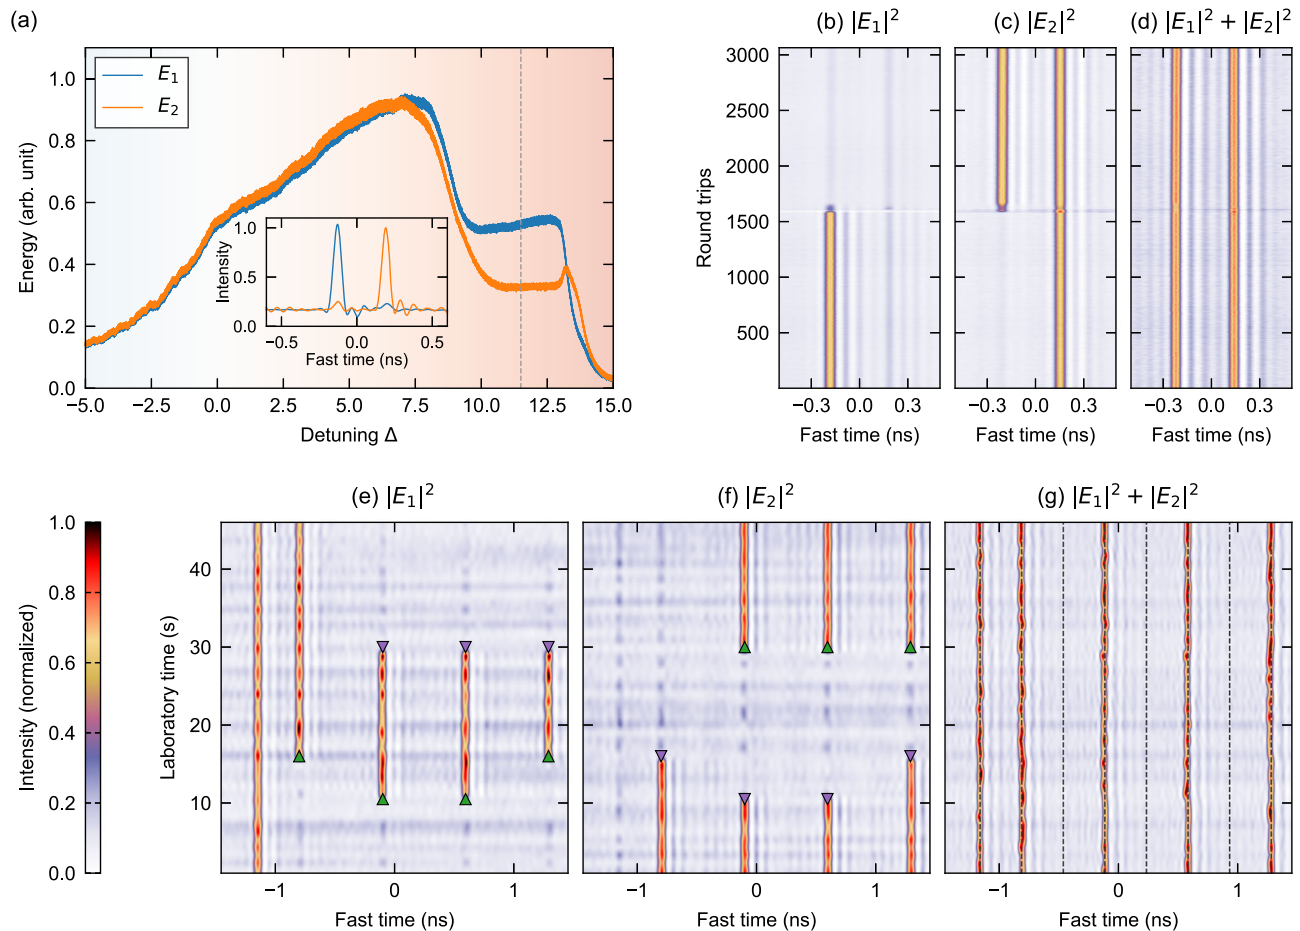 (a)
1.0
0.8
0.6
0.4
0.2
0.0
Energy (arb. unit)
E₁
E₂
1.0
0.5
0.0
Intensity
−0.5 0.0 0.5
Fast time (ns)
−5.0 −2.5 0.0 2.5 5.0 7.5 10.0 12.5 15.0
Detuning Δ
(b) |E₁|²
(c) |E₂|²
(d) |E₁|² + |E₂|²
3000
2500
2000
1500
1000
500
Round trips
−0.3 0.0 0.3
Fast time (ns)
−0.3 0.0 0.3
Fast time (ns)
−0.3 0.0 0.3
Fast time (ns)
1.0
0.8
0.6
0.4
0.2
0.0
Intensity (normalized)
(e) |E₁|²
(f) |E₂|²
(g) |E₁|² + |E₂|²
40
30
20
10
Laboratory time (s)
−1 0 1
Fast time (ns)
−1 0 1
Fast time (ns)
−1 0 1
Fast time (ns)